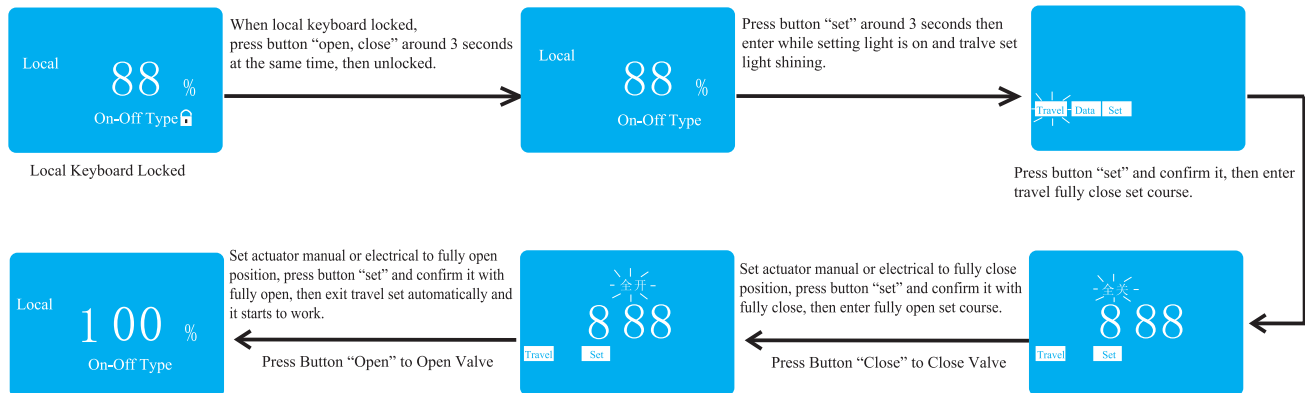 Local
88 %
On-Off Type
Local Keyboard Locked
When local keyboard locked,
press button “open, close” around 3 seconds
at the same time, then unlocked.
Local
88 %
On-Off Type
Press button “set” around 3 seconds then
enter while setting light is on and tralve set
light shining.
Travel Data Set
Press button “set” and confirm it, then enter
travel fully close set course.
全关
888
Travel Set
Set actuator manual or electrical to fully close
position, press button “set” and confirm it with
fully close, then enter fully open set course.
Press Button “Close” to Close Valve
全开
888
Travel Set
Set actuator manual or electrical to fully open
position, press button “set” and confirm it with
fully open, then exit travel set automatically and
it starts to work.
Press Button “Open” to Open Valve
Local
100 %
On-Off Type